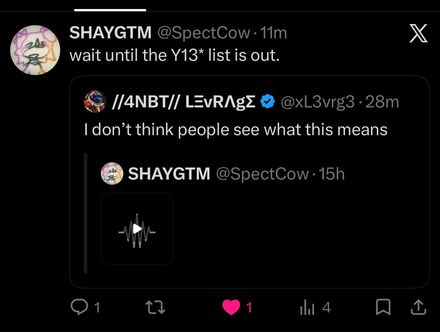 SHAYGTM @SpectCow · 11m
wait until the Y13* list is out.
//4NBT// LΞvRΛgΣ @xL3vrg3 · 28m
I don’t think people see what this means
SHAYGTM @SpectCow · 15h
1 1 4